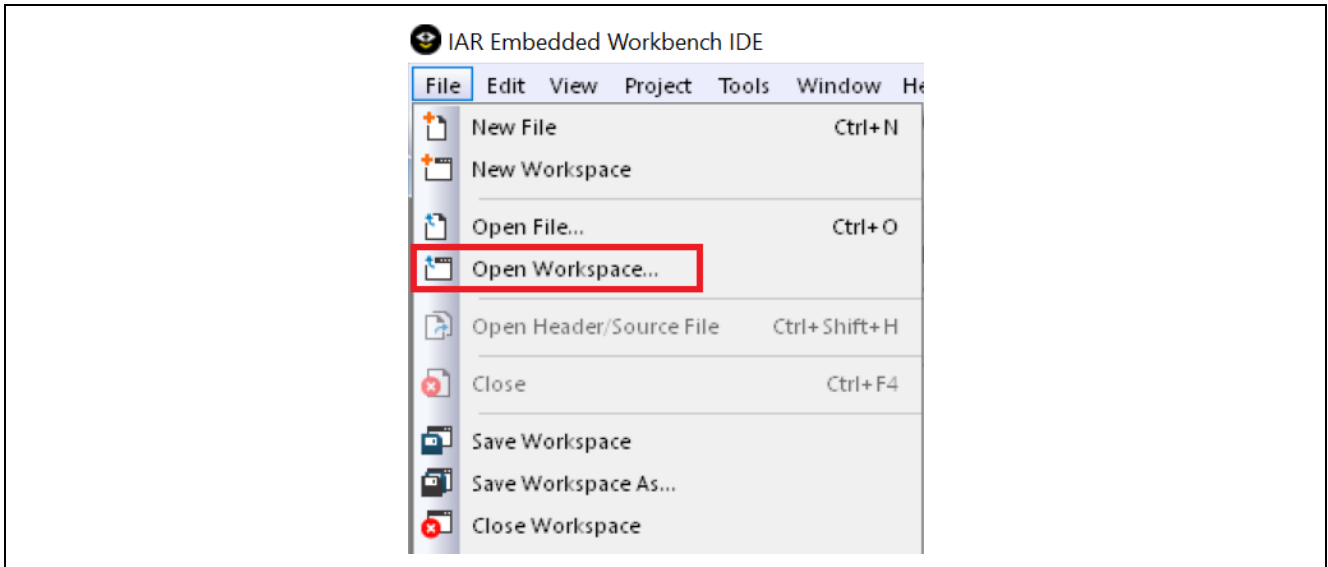 IAR Embedded Workbench IDE
File Edit View Project Tools Window
New File Ctrl+N
New Workspace
Open File... Ctrl+O
Open Workspace...
Open Header/Source File Ctrl+Shift+H
Close Ctrl+F4
Save Workspace
Save Workspace As...
Close Workspace